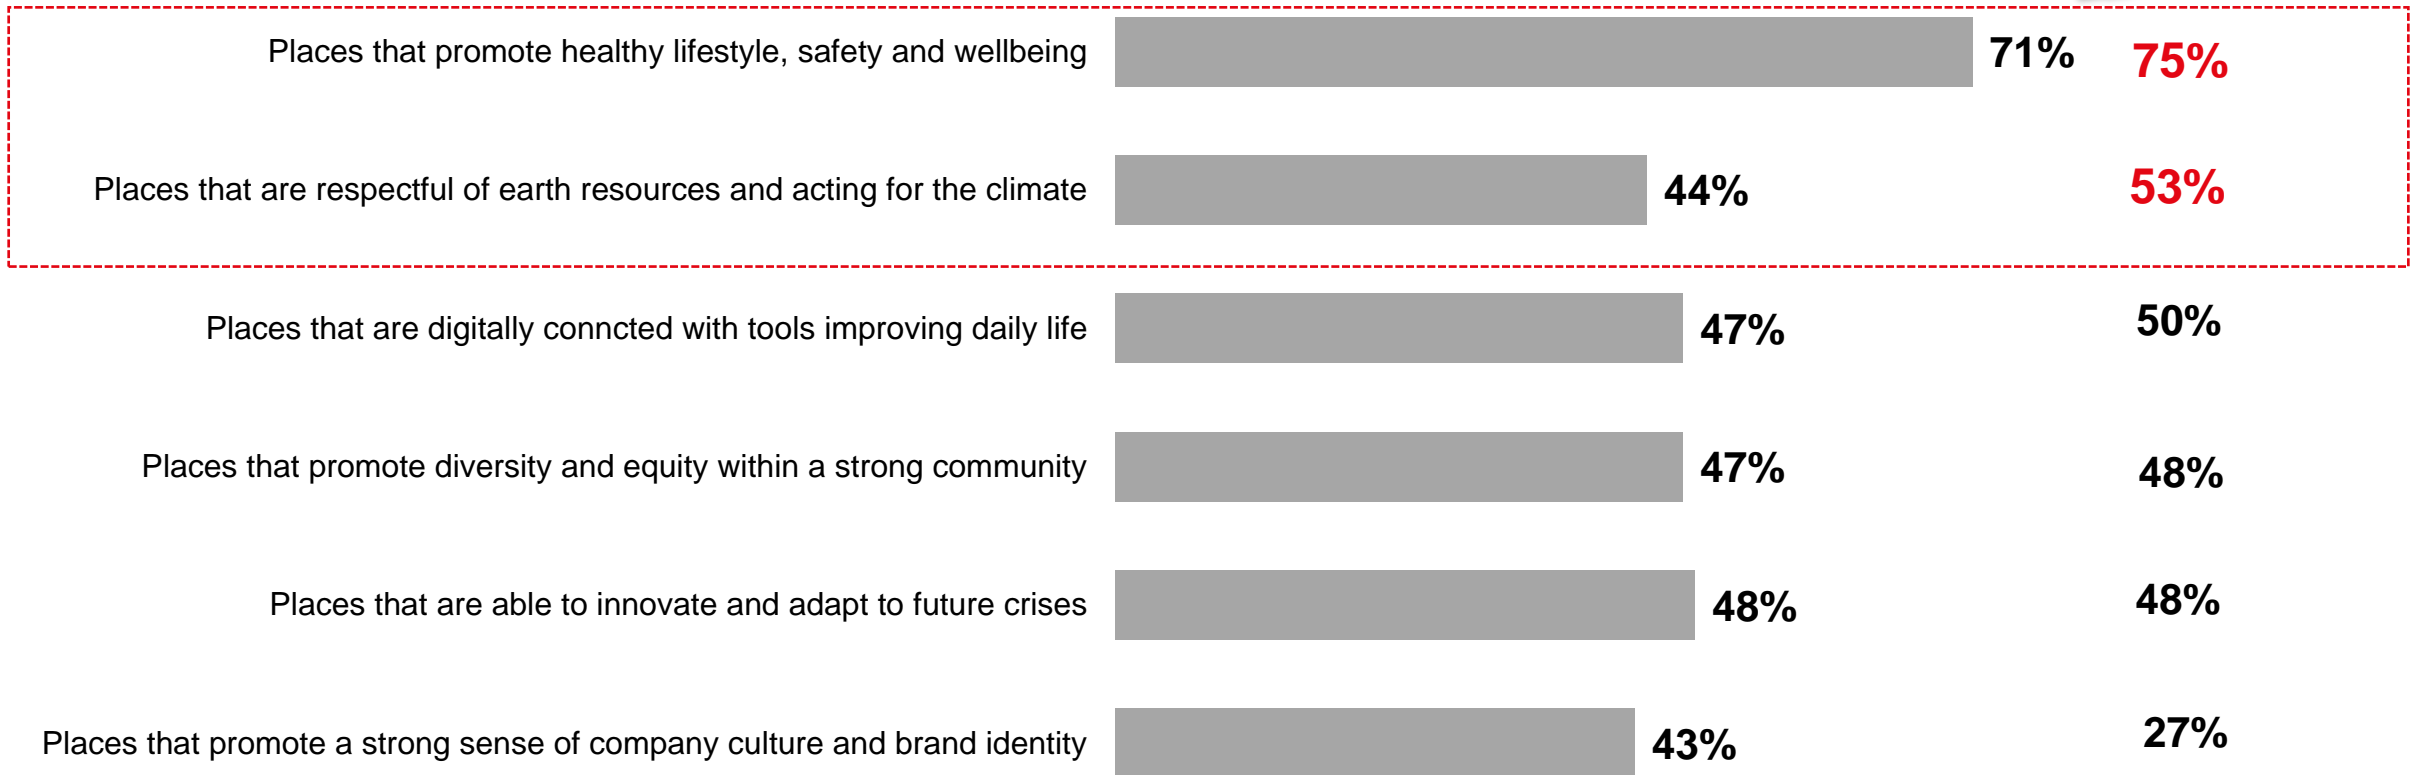 Places that promote healthy lifestyle, safety and wellbeing 71% 75%
Places that are respectful of earth resources and acting for the climate 44% 53%
Places that are digitally conncted with tools improving daily life 47% 50%
Places that promote diversity and equity within a strong community 47% 48%
Places that are able to innovate and adapt to future crises 48% 48%
Places that promote a strong sense of company culture and brand identity 43% 27%